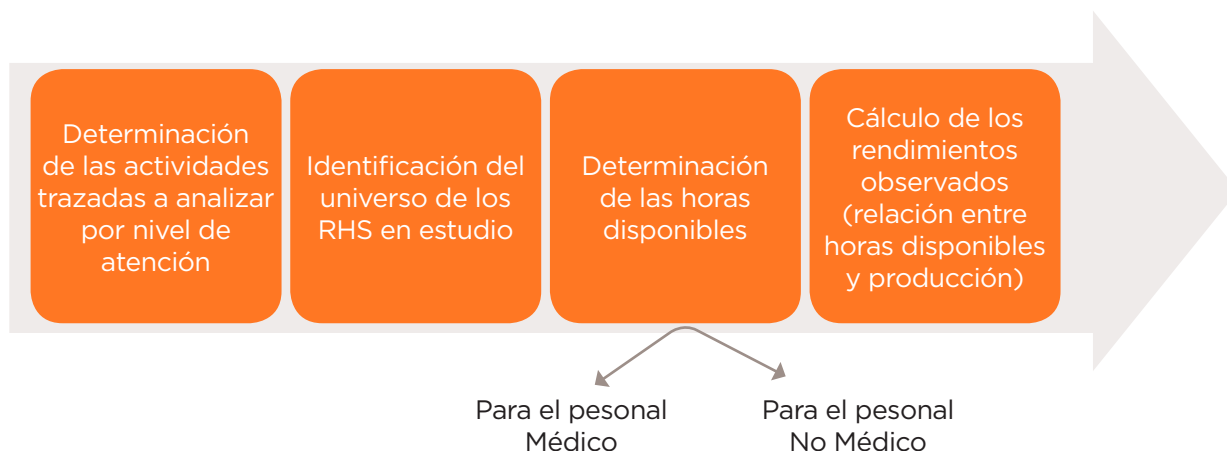 Determinación
de las actividades
trazadas a analizar
por nivel de
atención
Identificación del
universo de los
RHS en estudio
Determinación
de las horas
disponibles
Cálculo de los
rendimientos
observados
(relación entre
horas disponibles
y producción)
Para el pesonal
Médico
Para el pesonal
No Médico